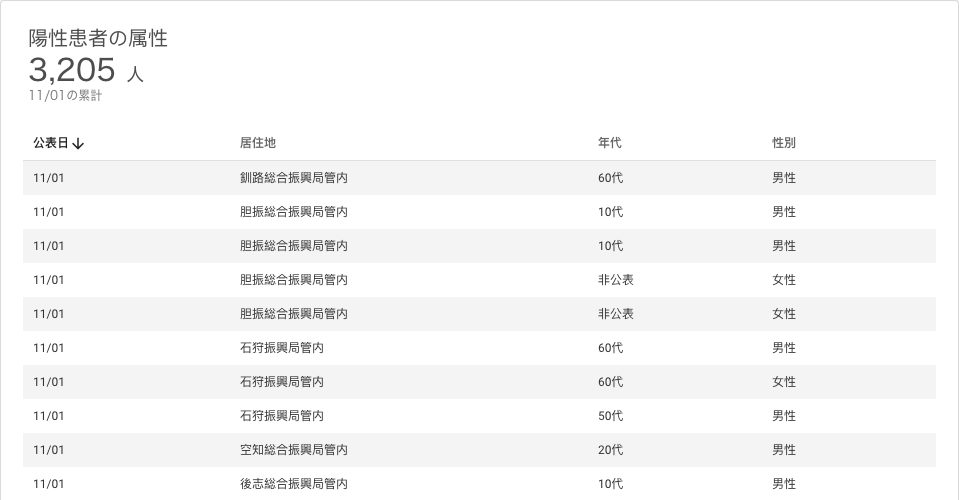 陽性患者の属性
3,205 人
11/01の累計
公表日↓ 居住地 年代 性別
11/01 釧路総合振興局管内 60代 男性
11/01 胆振総合振興局管内 10代 男性
11/01 胆振総合振興局管内 10代 男性
11/01 胆振総合振興局管内 非公表 女性
11/01 胆振総合振興局管内 非公表 女性
11/01 石狩振興局管内 60代 男性
11/01 石狩振興局管内 60代 女性
11/01 石狩振興局管内 50代 男性
11/01 空知総合振興局管内 20代 男性
11/01 後志総合振興局管内 10代 男性